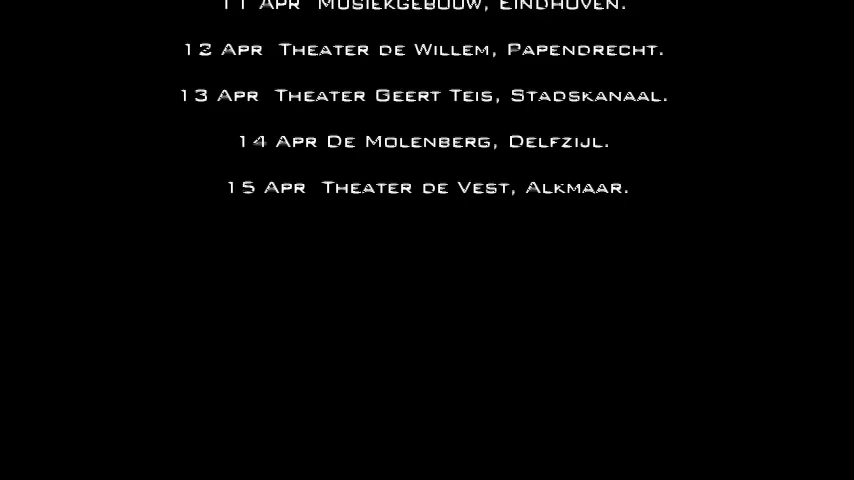 11 Apr Musiekgebouw, Eindhoven.
12 Apr Theater de Willem, Papendrecht.
13 Apr Theater Geert Teis, Stadskanaal.
14 Apr De Molenberg, Delfzijl.
15 Apr Theater de Vest, Alkmaar.